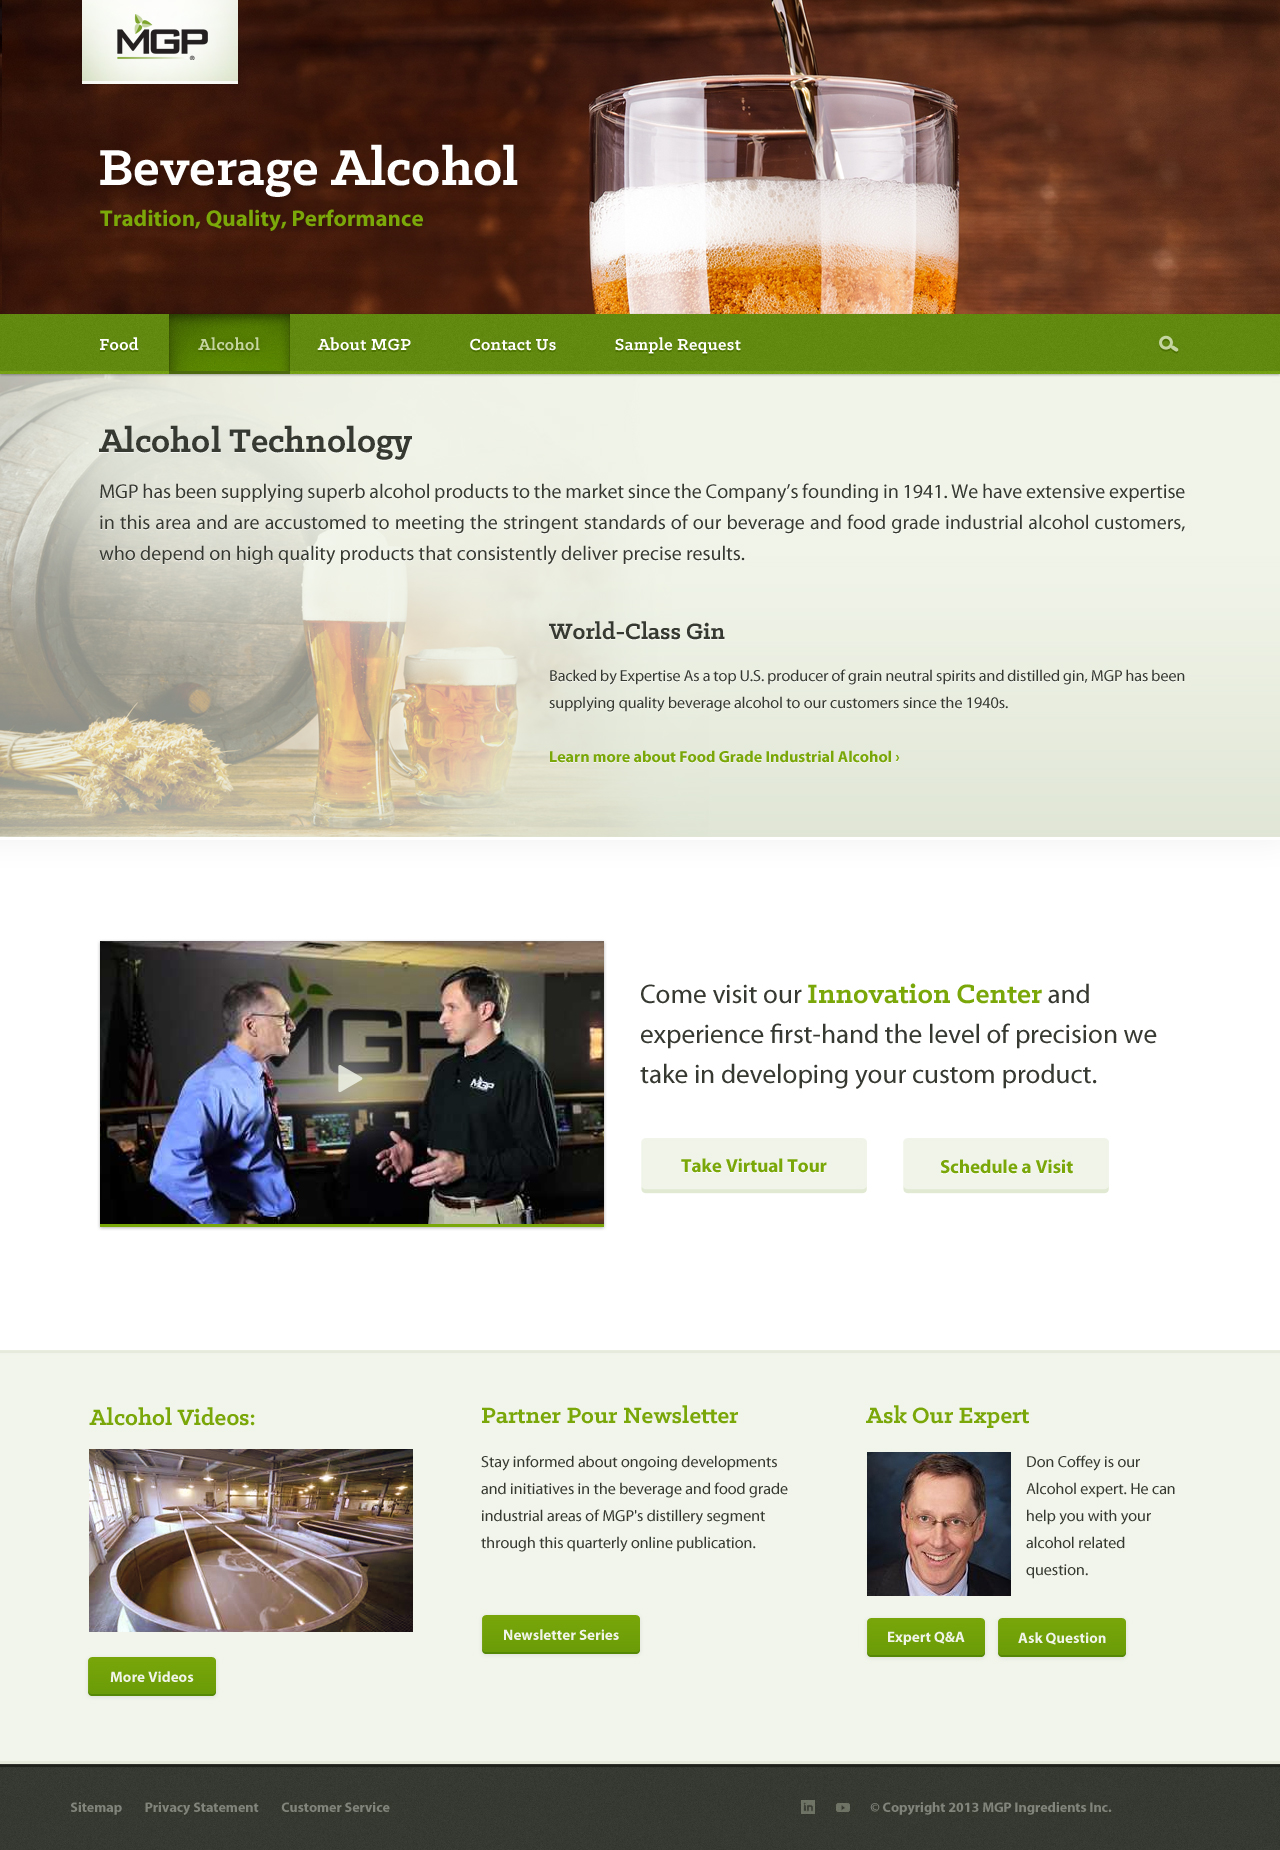 MGP
®
Beverage Alcohol
Tradition, Quality, Performance
Food
Alcohol
About MGP
Contact Us
Sample Request
Alcohol Technology
MGP has been supplying superb alcohol products to the market since the Company’s founding in 1941. We have extensive expertise
in this area and are accustomed to meeting the stringent standards of our beverage and food grade industrial alcohol customers,
who depend on high quality products that consistently deliver precise results.
World-Class Gin
Backed by Expertise As a top U.S. producer of grain neutral spirits and distilled gin, MGP has been
supplying quality beverage alcohol to our customers since the 1940s.
Learn more about Food Grade Industrial Alcohol ›
MGP
MGP
Come visit our Innovation Center and
experience first-hand the level of precision we
take in developing your custom product.
Take Virtual Tour
Schedule a Visit
Alcohol Videos:
More Videos
Partner Pour Newsletter
Stay informed about ongoing developments
and initiatives in the beverage and food grade
industrial areas of MGP's distillery segment
through this quarterly online publication.
Newsletter Series
Ask Our Expert
Don Coffey is our
Alcohol expert. He can
help you with your
alcohol related
question.
Expert Q&A
Ask Question
Sitemap
Privacy Statement
Customer Service
in
© Copyright 2013 MGP Ingredients Inc.